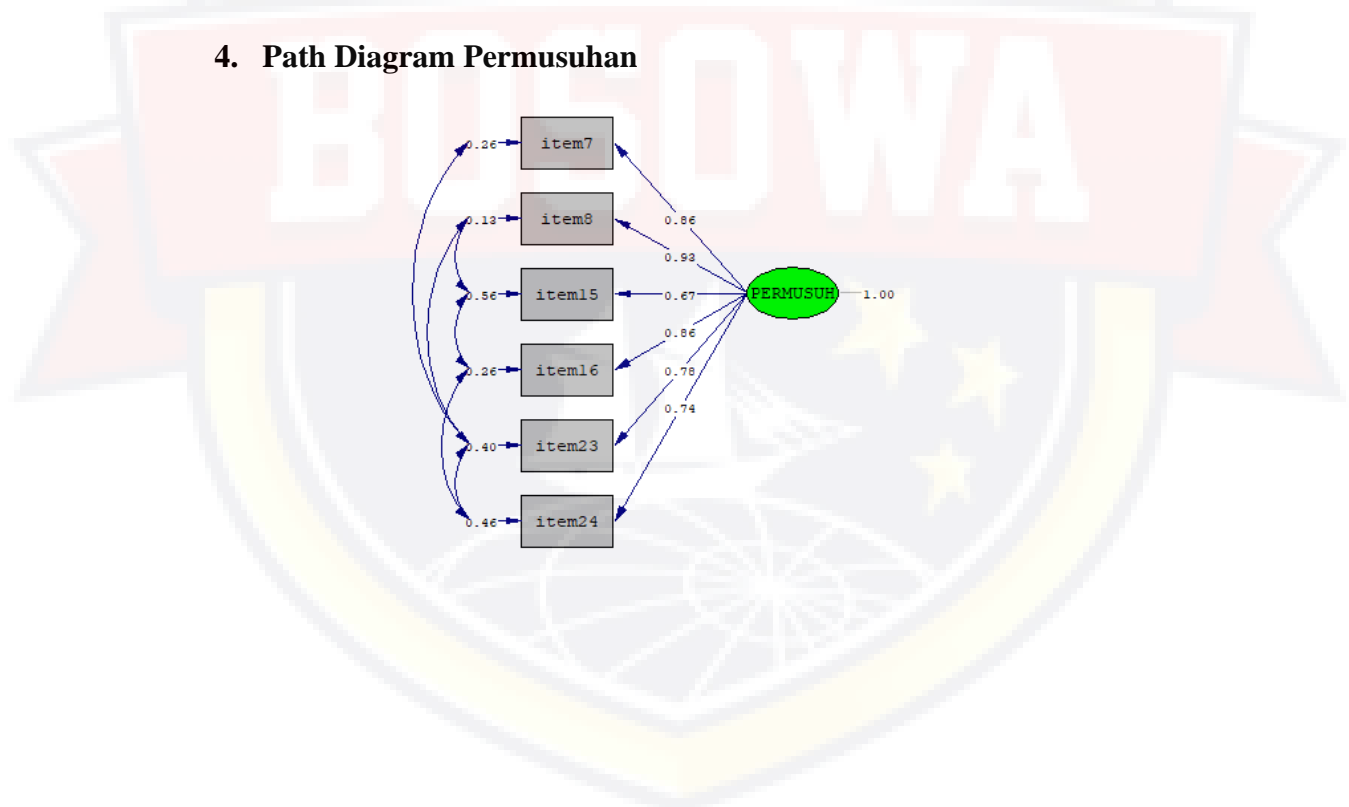 BOSOWA
4. Path Diagram Permusuhan
0.26 item7
0.13 item8
0.56 item15
0.26 item16
0.40 item23
0.46 item24
0.86
0.93
0.67
0.86
0.78
0.74
PERMUSUH 1.00